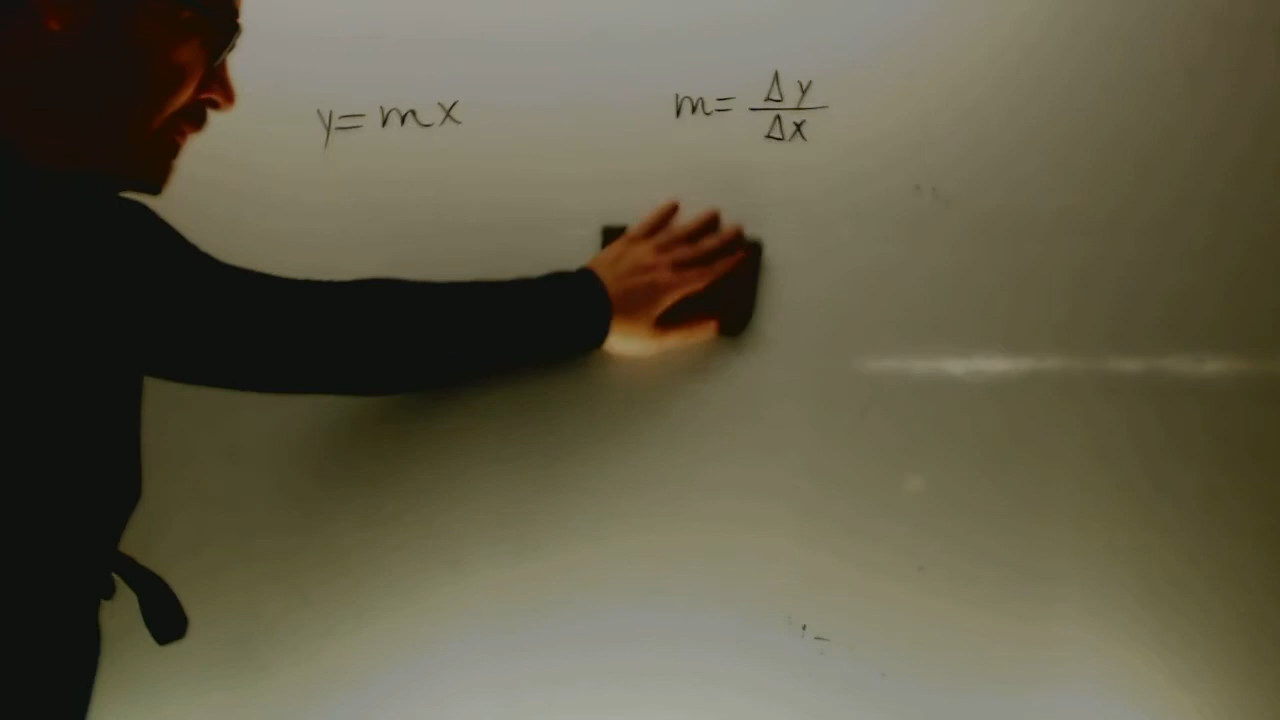 y = mx
m = Δy/Δx